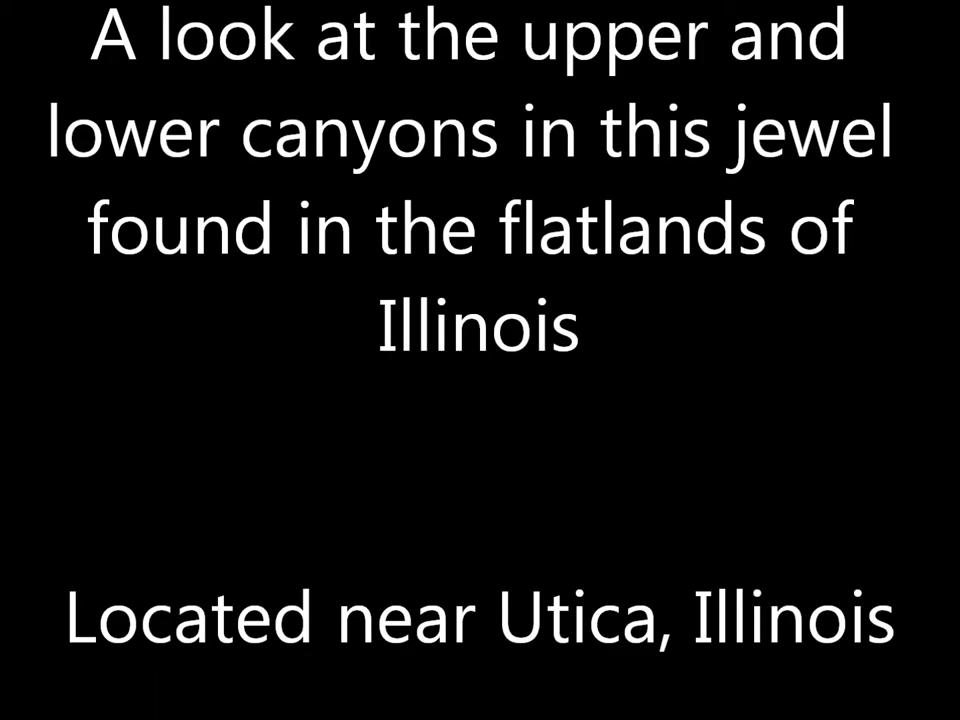 A look at the upper and
lower canyons in this jewel
found in the flatlands of
Illinois
Located near Utica, Illinois